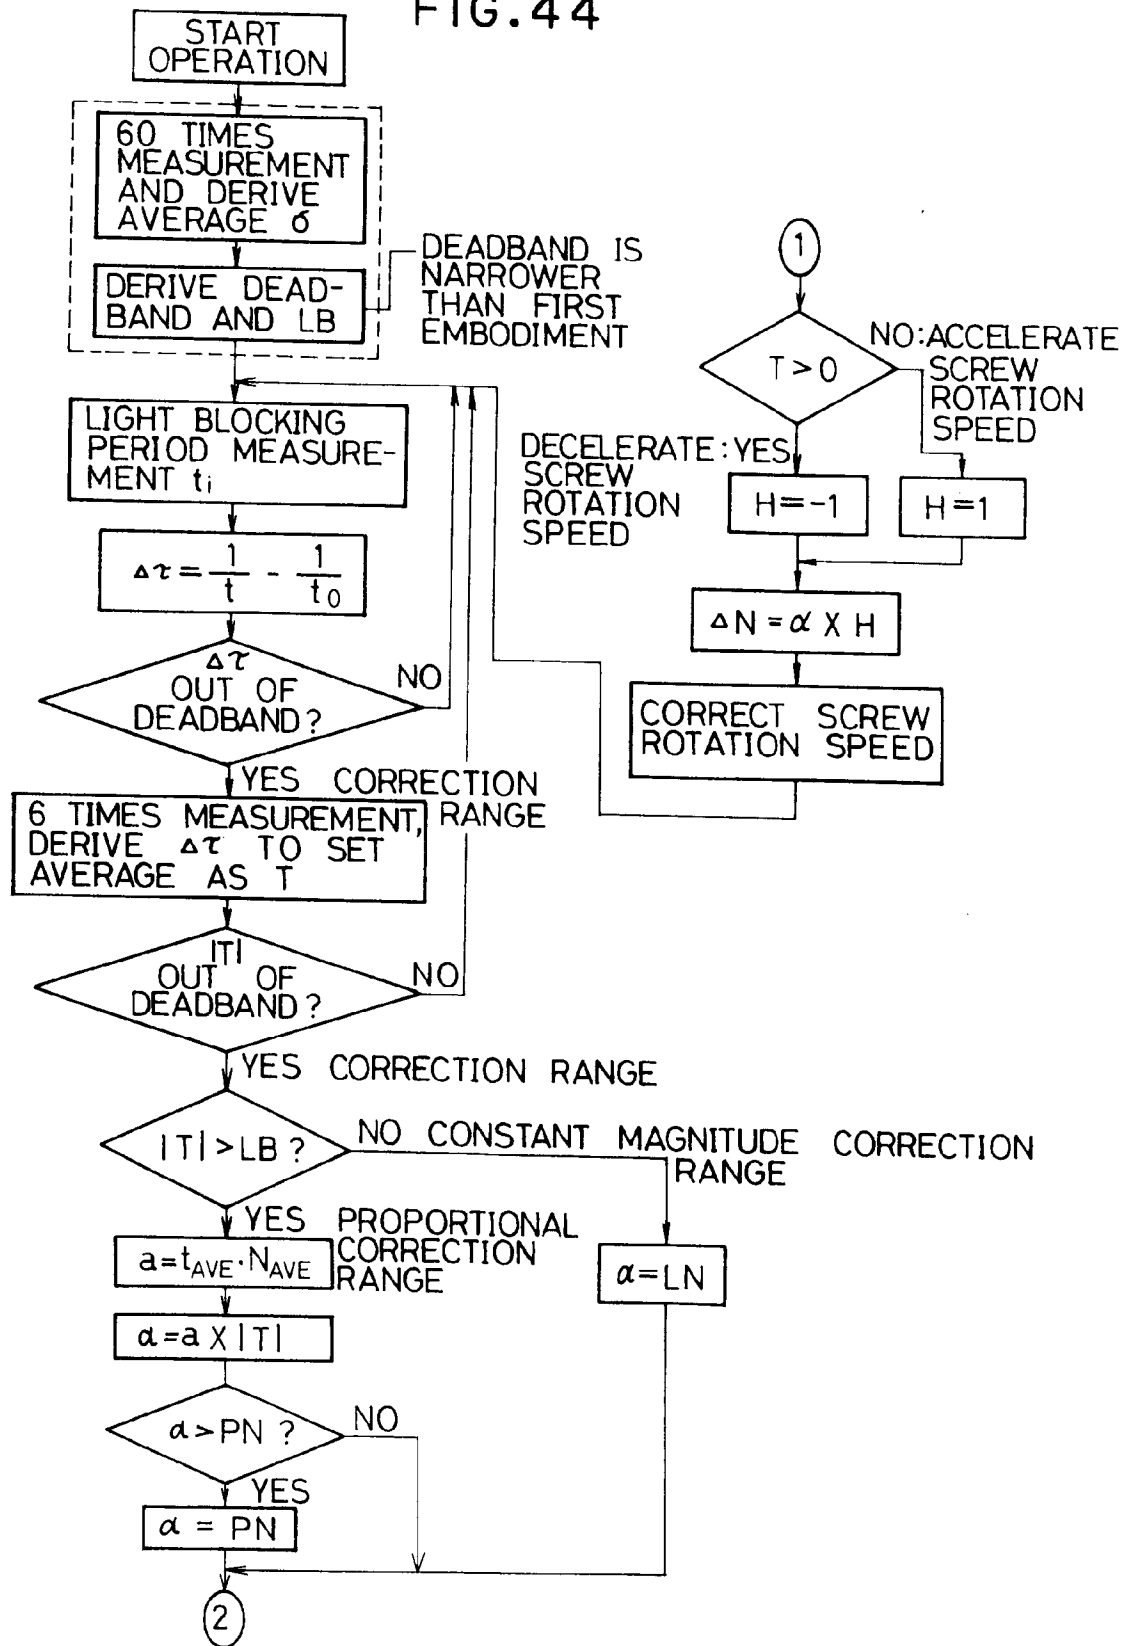 FIG.44
START
OPERATION
60 TIMES
MEASUREMENT
AND DERIVE
AVERAGE σ
DERIVE DEAD-
BAND AND LB
DEADBAND IS
NARROWER
THAN FIRST
EMBODIMENT
LIGHT BLOCKING
PERIOD MEASURE-
MENT ti
Δτ = 1/t - 1/t0
Δτ
OUT OF
DEADBAND?
NO
YES CORRECTION
RANGE
6 TIMES MEASUREMENT,
DERIVE Δτ TO SET
AVERAGE AS T
|T|
OUT OF
DEADBAND?
NO
YES CORRECTION RANGE
|T|>LB?
NO CONSTANT MAGNITUDE CORRECTION
RANGE
YES PROPORTIONAL
CORRECTION
RANGE
a=tAVE·NAVE
α=LN
α=a X |T|
α>PN?
NO
YES
α = PN
2
1
T>0
NO:ACCELERATE
SCREW
ROTATION
SPEED
DECELERATE:YES
SCREW
ROTATION
SPEED
H=-1
H=1
ΔN=α X H
CORRECT SCREW
ROTATION SPEED